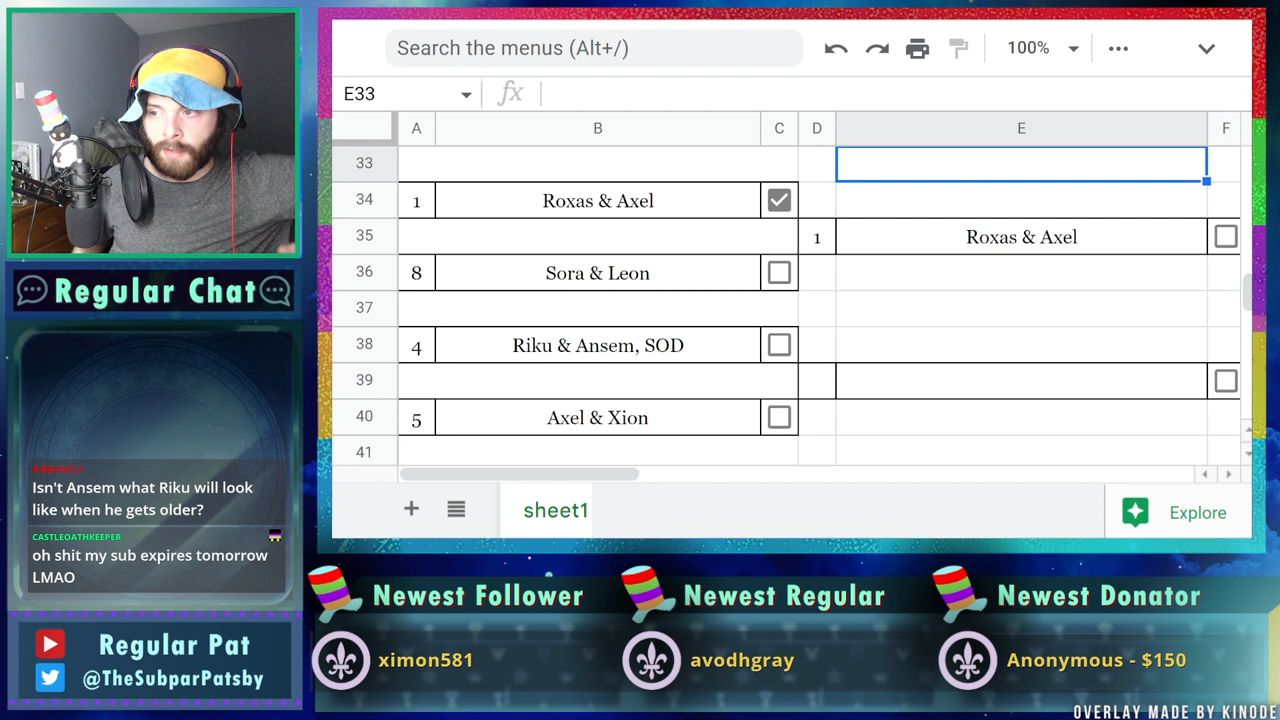 Search the menus (Alt+/)
100%
E33
fx
A B C D E F
33
34 1 Roxas & Axel
35 1 Roxas & Axel
36 8 Sora & Leon
37
38 4 Riku & Ansem, SOD
39
40 5 Axel & Xion
41
sheet1
Explore
Regular Chat
Isn't Ansem what Riku will look
like when he gets older?
CASTLEOATHKEEPER
oh shit my sub expires tomorrow
LMAO
Regular Pat
@TheSubparPatsby
Newest Follower
ximon581
Newest Regular
avodhgray
Newest Donator
Anonymous - $150
OVERLAY MADE BY KINODE